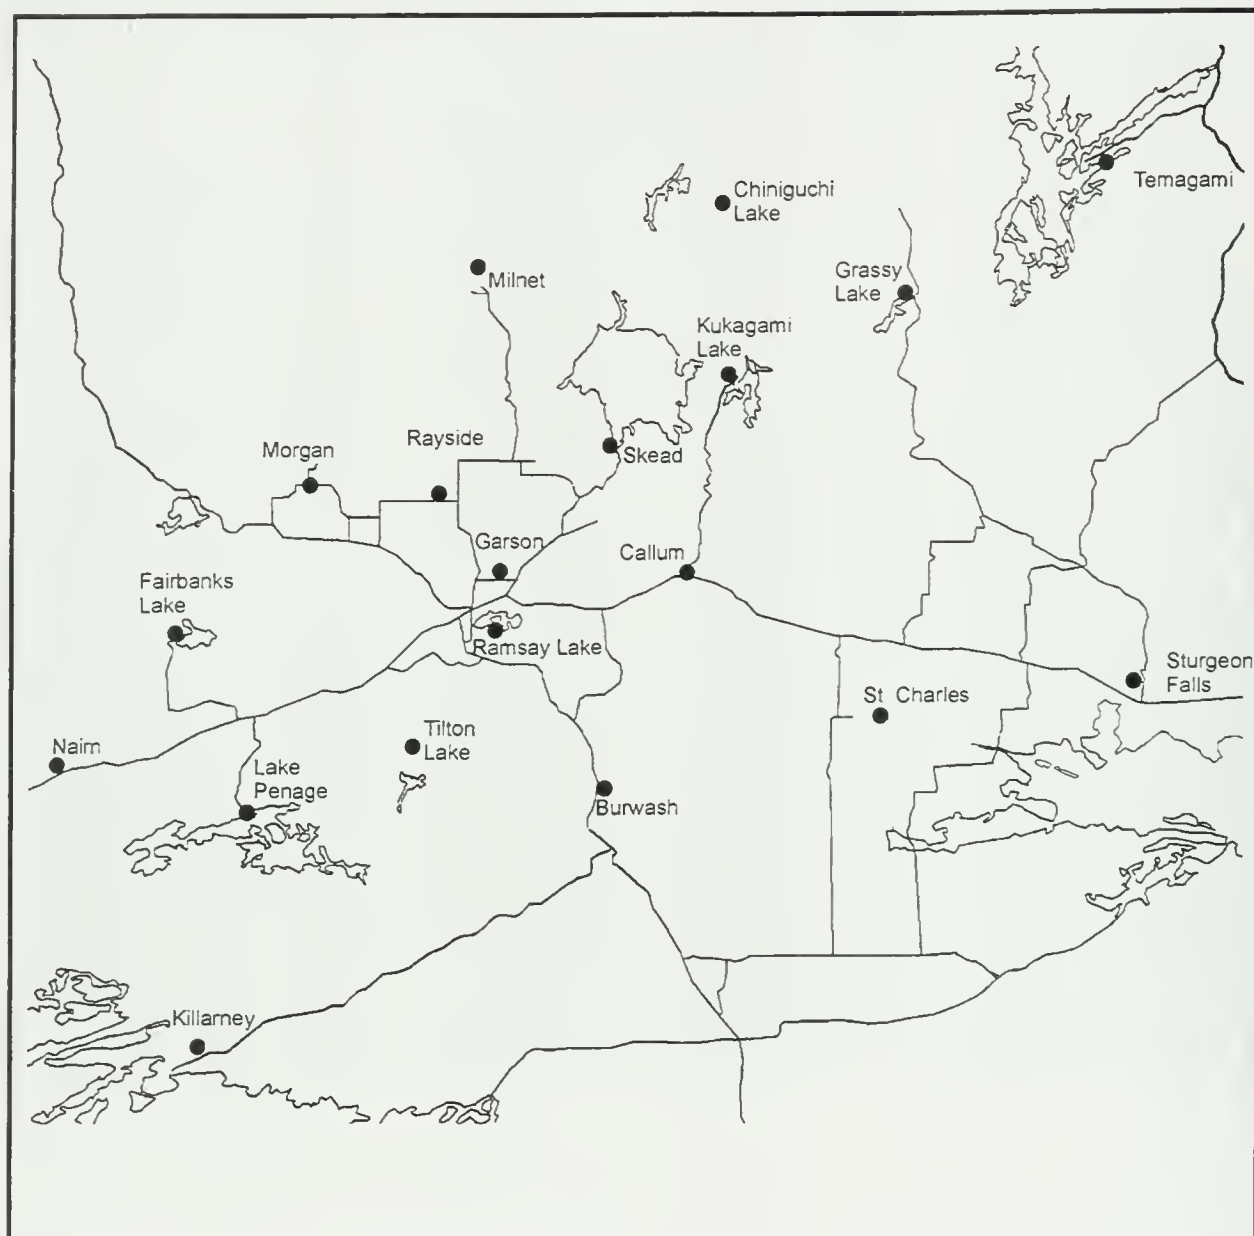 Temagami
Chiniguchi
Lake
Grassy
Lake
Milnet
Kukagami
Lake
Rayside
Morgan
Skead
Garson
Callum
Fairbanks
Lake
Ramsay Lake
Sturgeon
Falls
St Charles
Tilton
Lake
Nairn
Lake
Penage
Burwash
Killarney